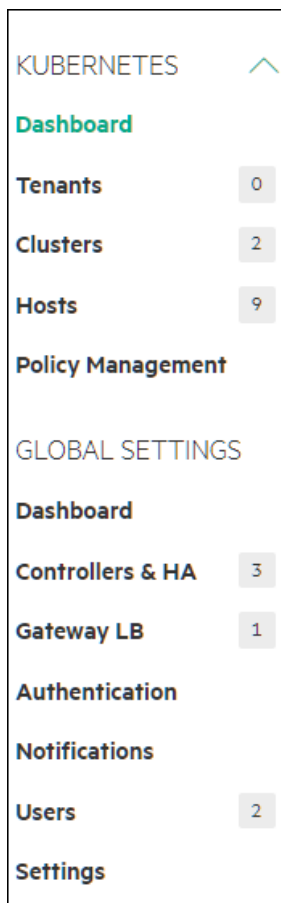 KUBERNETES
Dashboard
Tenants 0
Clusters 2
Hosts 9
Policy Management
GLOBAL SETTINGS
Dashboard
Controllers & HA 3
Gateway LB 1
Authentication
Notifications
Users 2
Settings